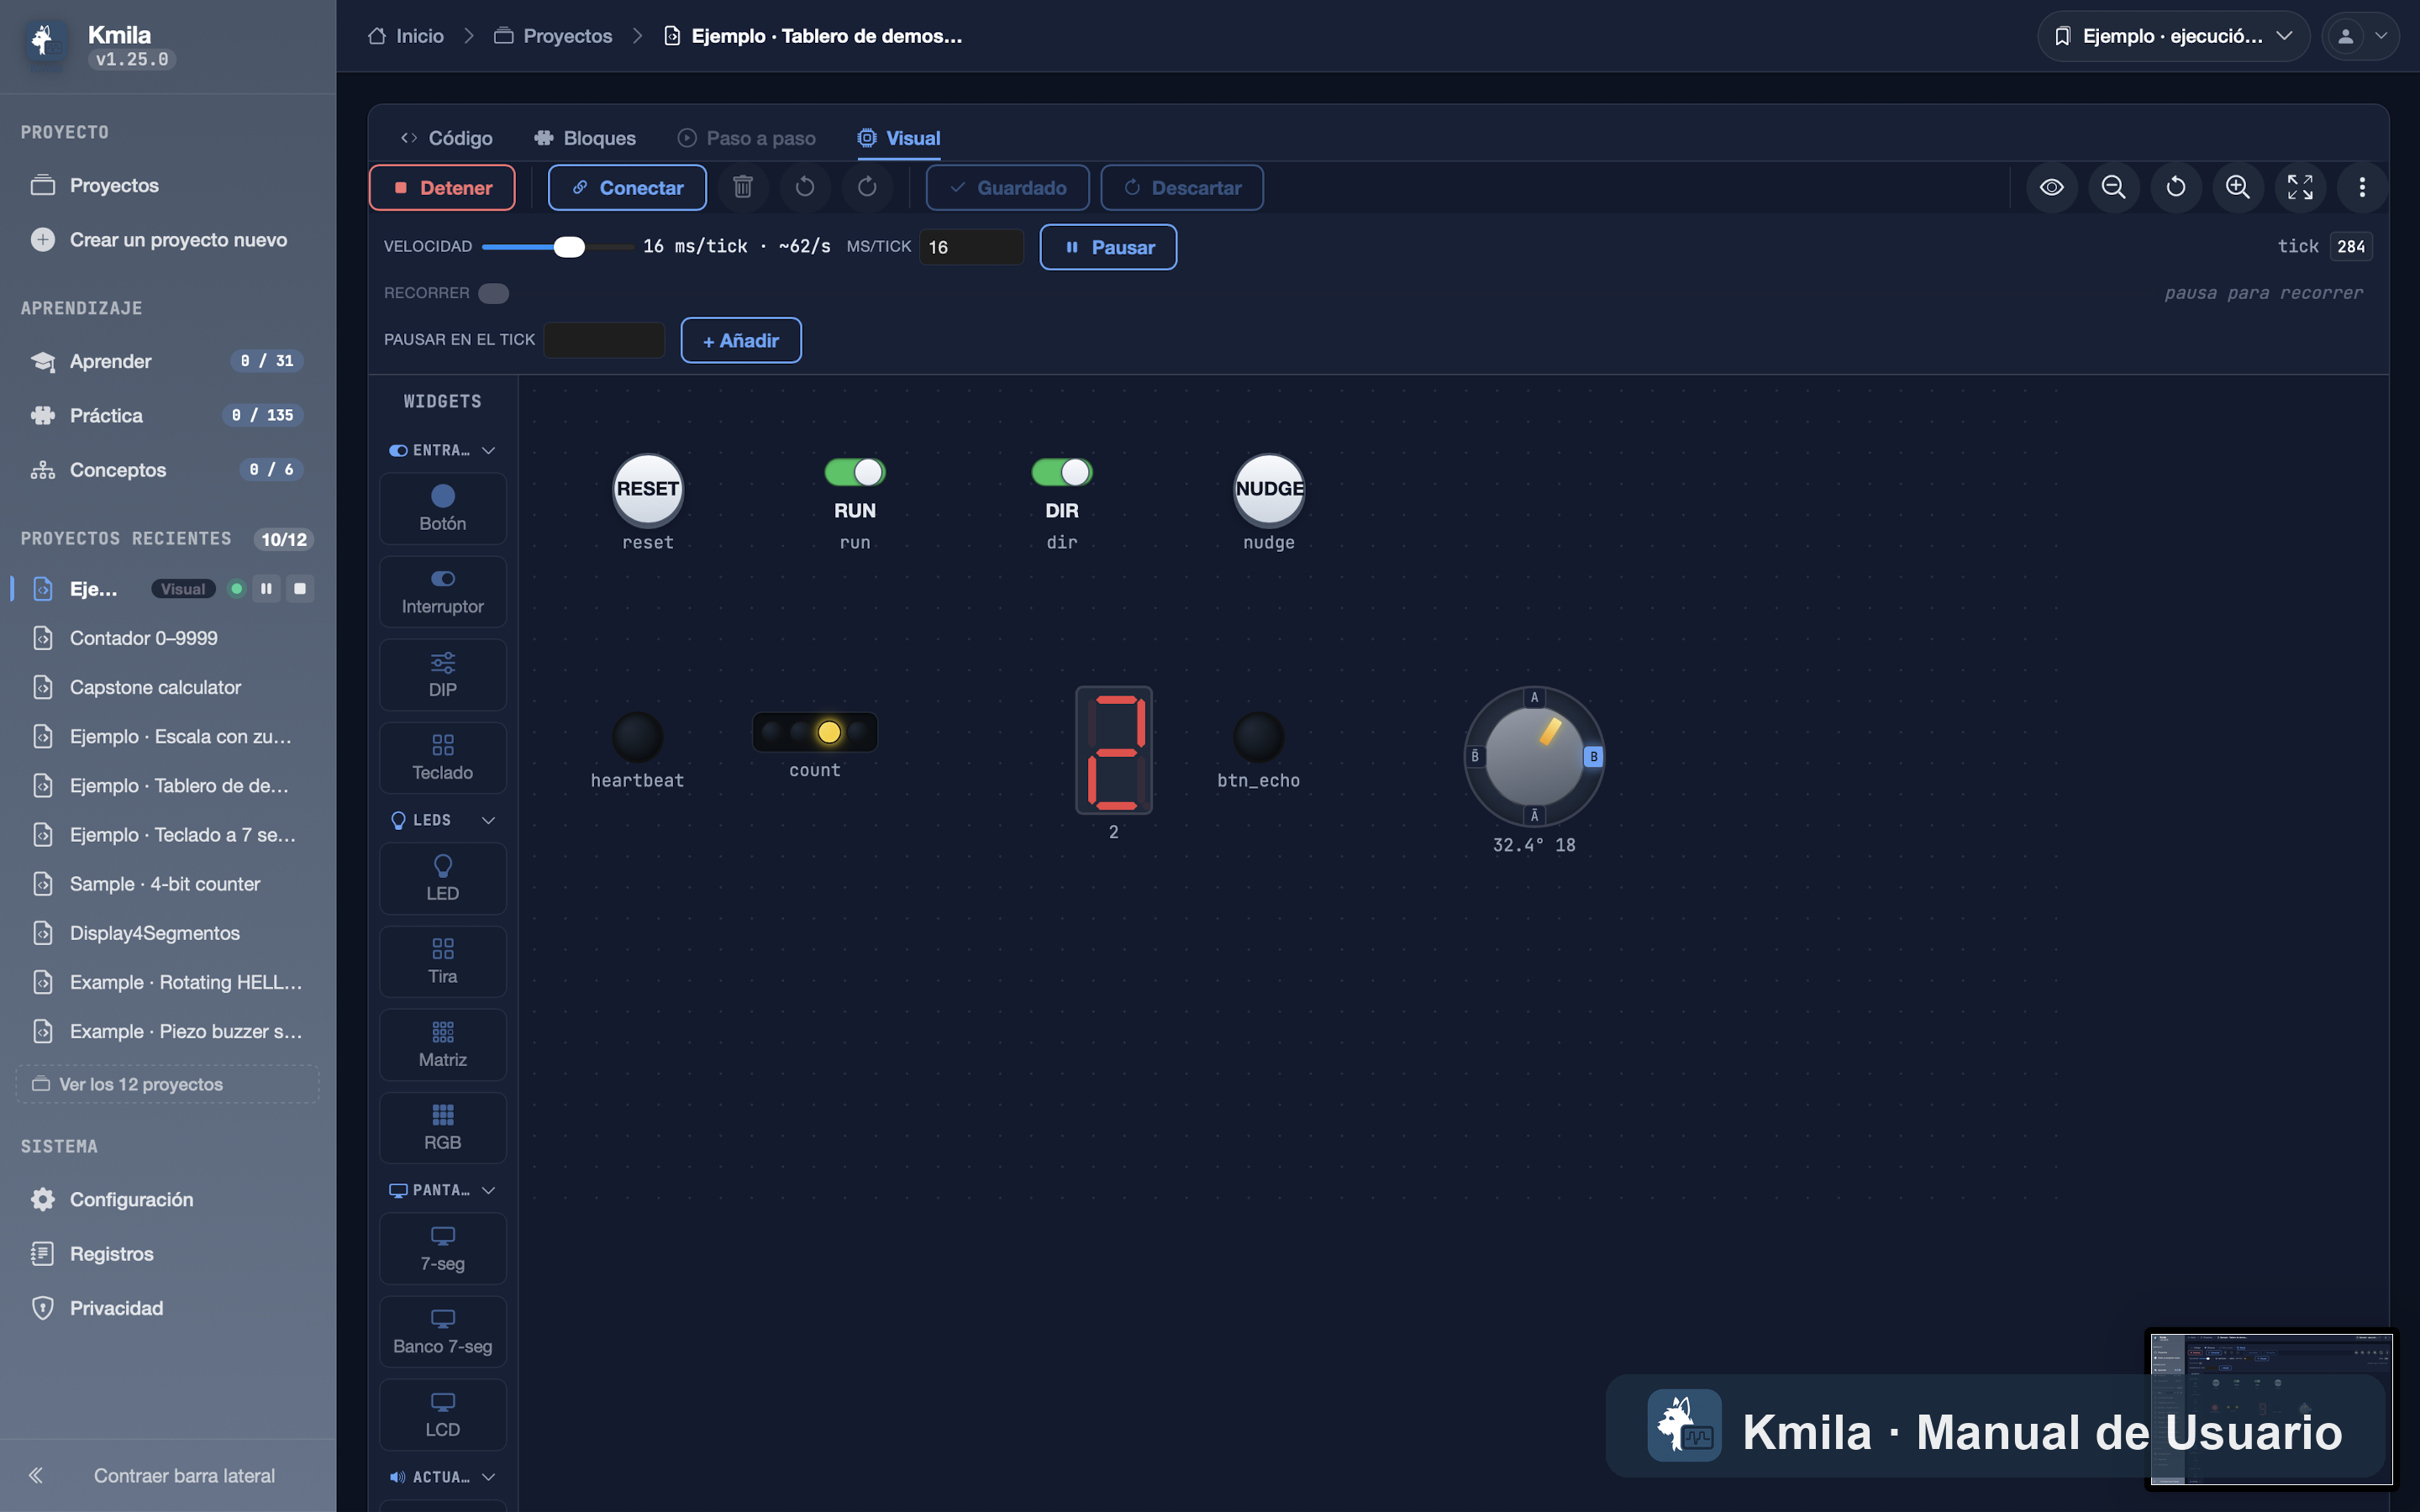 Kmila
v1.25.0
Inicio
Proyectos
Ejemplo · Tablero de demos...
Ejemplo · ejecució...
PROYECTO
Proyectos
Crear un proyecto nuevo
APRENDIZAJE
Aprender 0 / 31
Práctica 0 / 135
Conceptos 0 / 6
PROYECTOS RECIENTES 10/12
Eje... Visual
Contador 0–9999
Capstone calculator
Ejemplo · Escala con zu...
Ejemplo · Tablero de de...
Ejemplo · Teclado a 7 se...
Sample · 4-bit counter
Display4Segmentos
Example · Rotating HELL...
Example · Piezo buzzer s...
Ver los 12 proyectos
SISTEMA
Configuración
Registros
Privacidad
Contraer barra lateral
Código
Bloques
Paso a paso
Visual
Detener
Conectar
Guardado
Descartar
VELOCIDAD 16 ms/tick · ~62/s MS/TICK 16 Pausar
tick 284
RECORRER
pausa para recorrer
PAUSAR EN EL TICK + Añadir
WIDGETS
ENTRA...
Botón
Interruptor
DIP
Teclado
LEDS
LED
Tira
Matriz
RGB
PANTA...
7-seg
Banco 7-seg
LCD
ACTUA...
RESET
reset
RUN
run
DIR
dir
NUDGE
nudge
heartbeat
count
2
btn_echo
A
B̄
B
Ā
32.4° 18
Kmila · Manual de Usuario